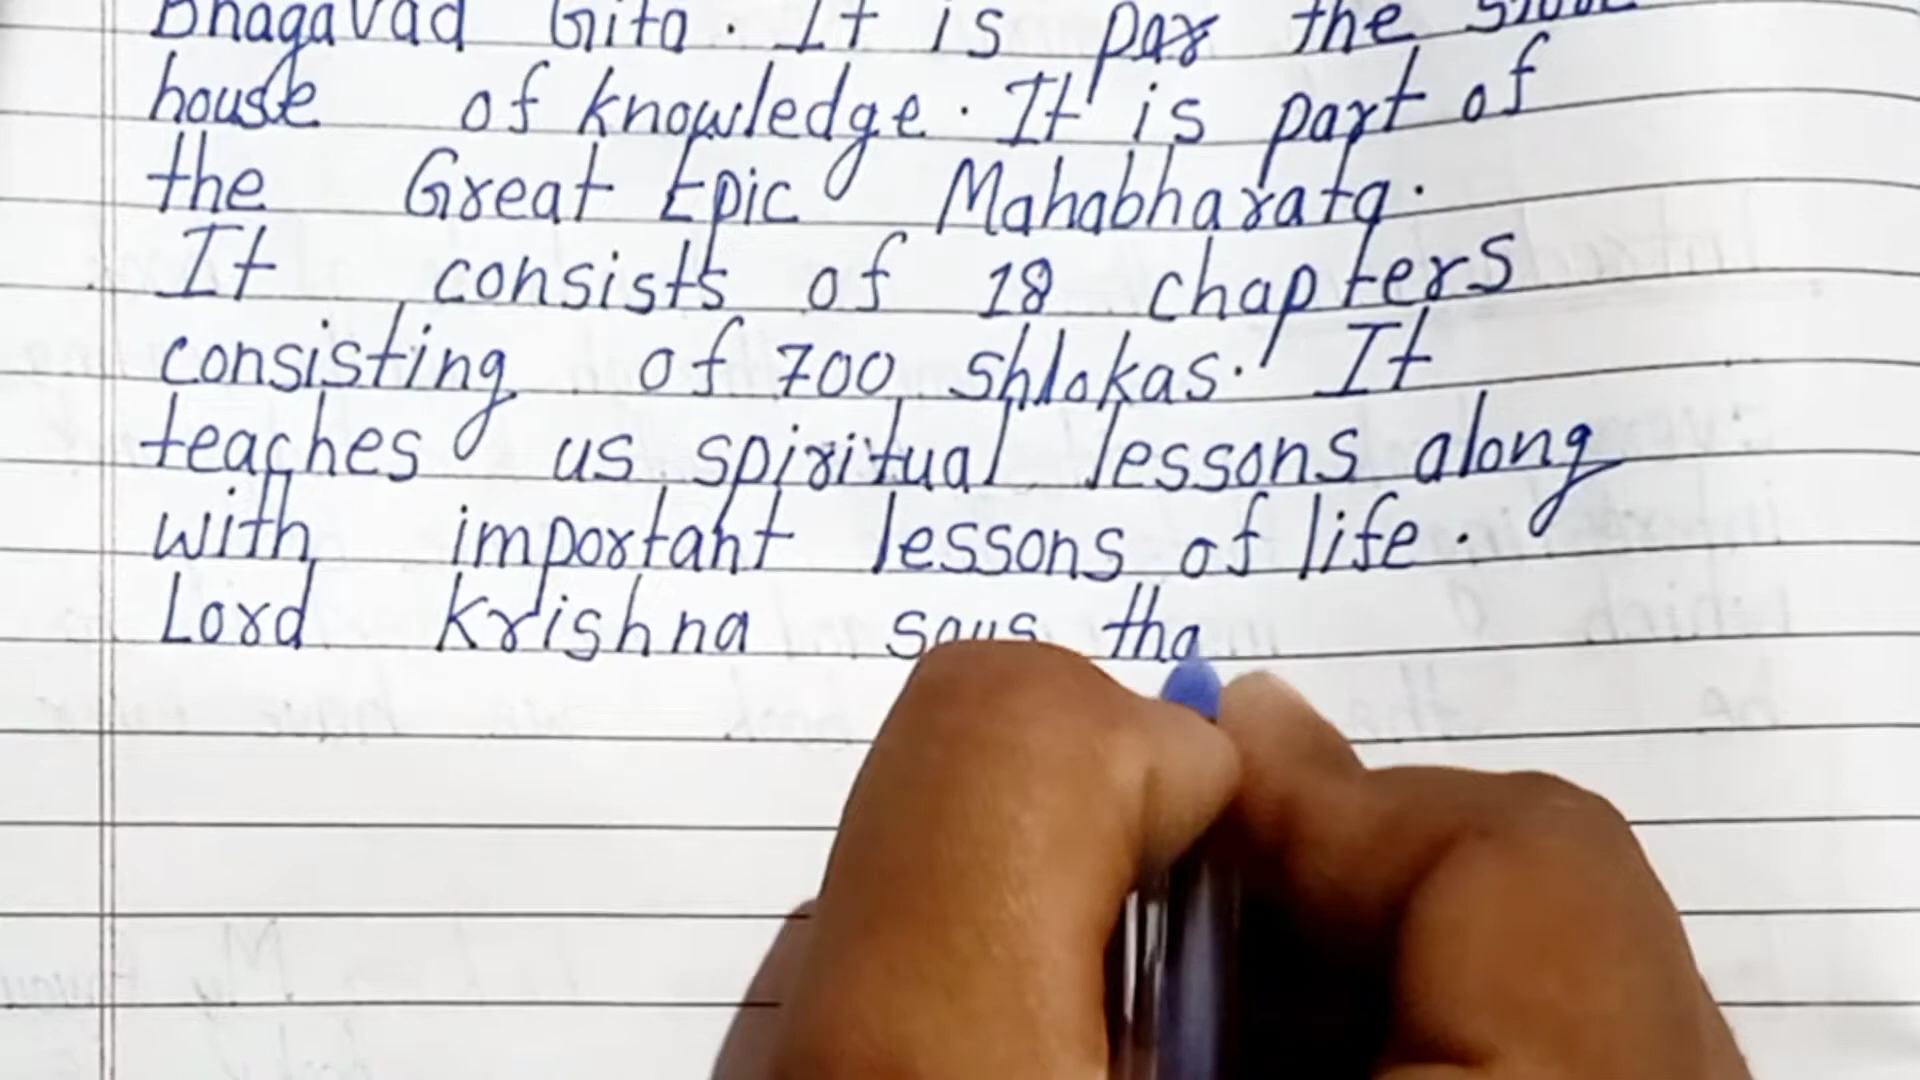 Bhagavad Gita. It is par the
house of knowledge. It is part of
the Great Epic Mahabharata.
It consists of 18 chapters
consisting of 700 shlokas. It
teaches us spiritual lessons along
with important lessons of life.
Lord Krishna says tha